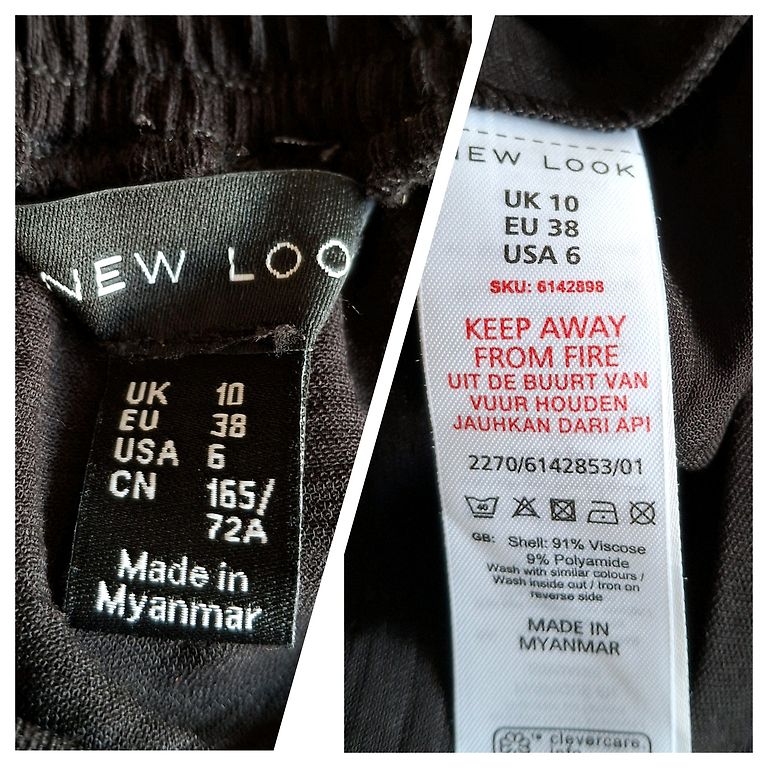 NEW LOO
UK 10
EU 38
USA 6
CN 165/
72A
Made in
Myanmar
NEW LOOK
UK 10
EU 38
USA 6
SKU: 6142898
KEEP AWAY
FROM FIRE
UIT DE BUURT VAN
VUUR HOUDEN
JAUHKAN DARI API
2270/6142853/01
40
GB: Shell: 91% Viscose
9% Polyamide
Wash with similar colours /
Wash inside out / Iron on
reverse side
MADE IN
MYANMAR
clevercare.
info